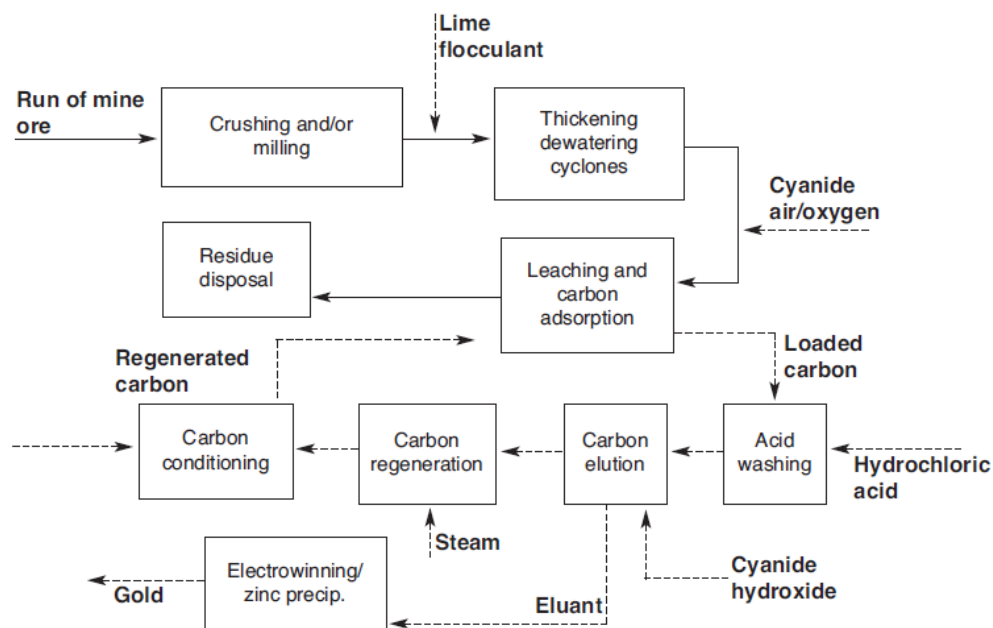 Lime
flocculant
Run of mine
ore
Crushing and/or
milling
Thickening
dewatering
cyclones
Cyanide
air/oxygen
Residue
disposal
Leaching and
carbon
adsorption
Regenerated
carbon
Loaded
carbon
Carbon
conditioning
Carbon
regeneration
Carbon
elution
Acid
washing
Hydrochloric
acid
Steam
Cyanide
hydroxide
Electrowinning/
zinc precip.
Gold
Eluant